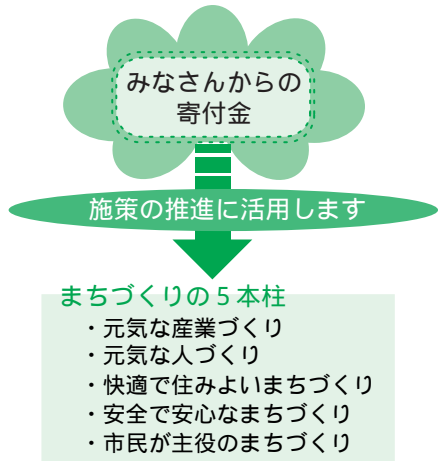 みなさんからの
寄付金
施策の推進に活用します
まちづくりの５本柱
・元気な産業づくり
・元気な人づくり
・快適で住みよいまちづくり
・安全で安心なまちづくり
・市民が主役のまちづくり